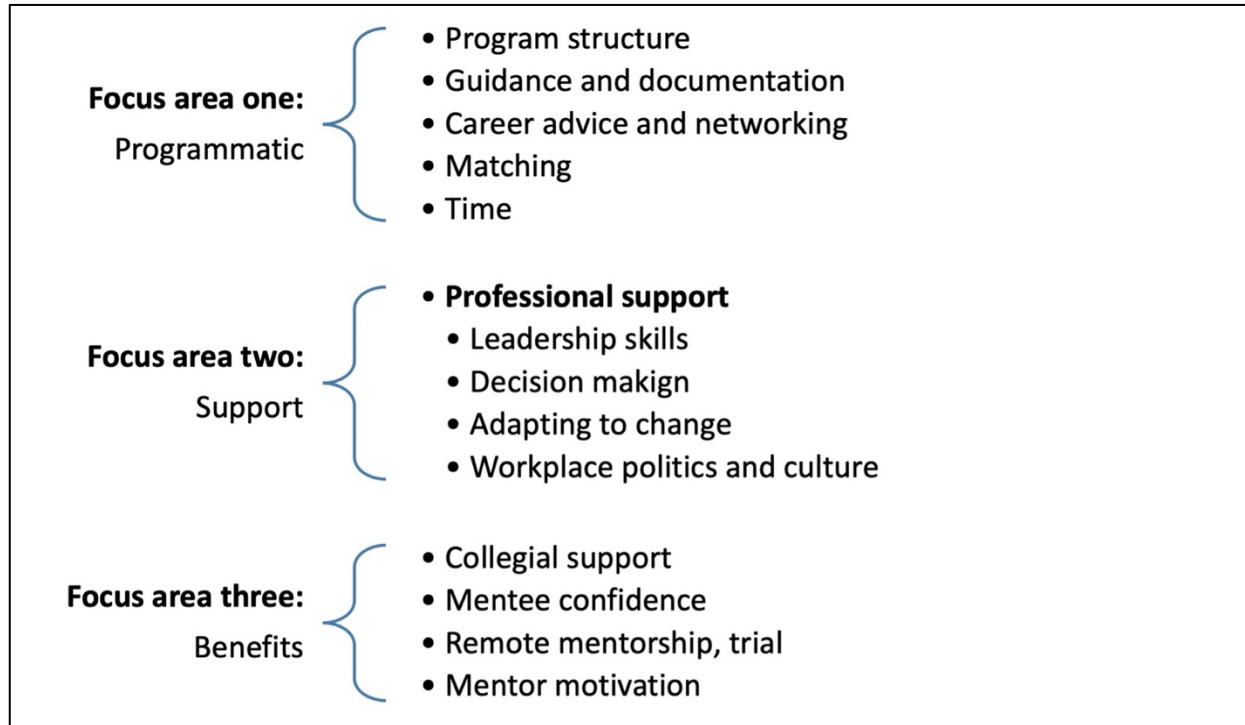 Focus area one:
Programmatic
• Program structure
• Guidance and documentation
• Career advice and networking
• Matching
• Time
Focus area two:
Support
• Professional support
• Leadership skills
• Decision makign
• Adapting to change
• Workplace politics and culture
Focus area three:
Benefits
• Collegial support
• Mentee confidence
• Remote mentorship, trial
• Mentor motivation